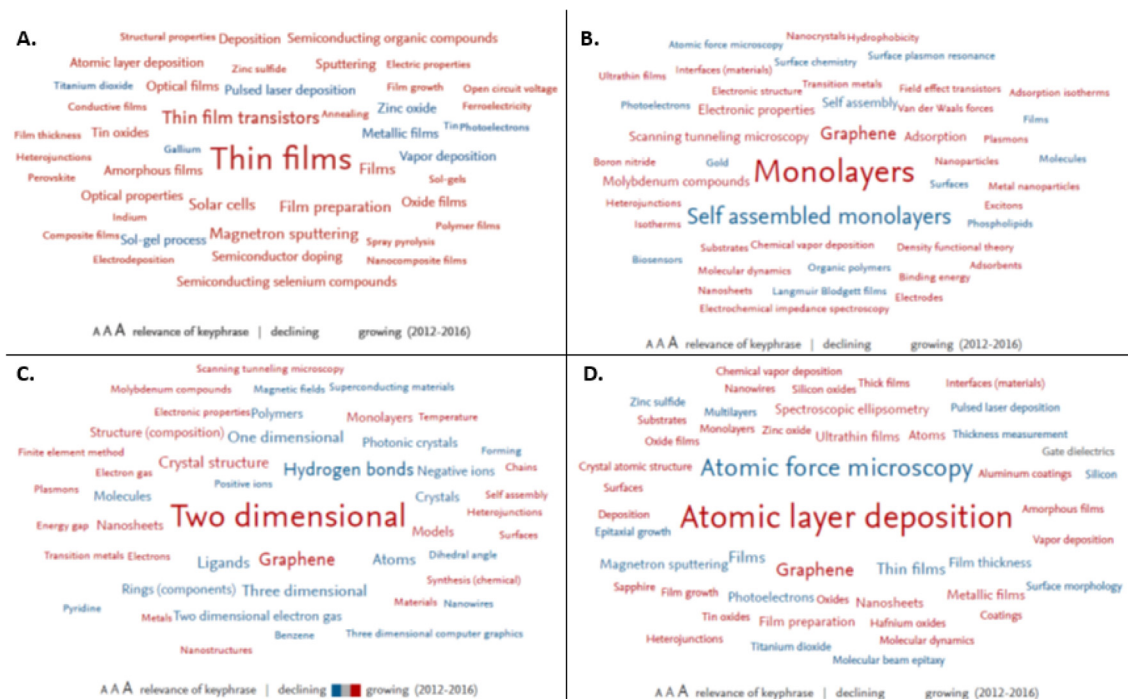 A.
Structural properties Deposition Semiconducting organic compounds
Atomic layer deposition Zinc sulfide Sputtering Electric properties
Titanium dioxide Optical films Pulsed laser deposition Film growth Open circuit voltage
Conductive films Thin film transistors Annealing Zinc oxide Ferroelectricity
Film thickness Tin oxides Metallic films Tin Photoelectrons
Heterojunctions Gallium Thin films Films Vapor deposition
Perovskite Amorphous films Sol-gels
Optical properties Solar cells Film preparation Oxide films
Indium Polymer films
Composite films Sol-gel process Magnetron sputtering Spray pyrolysis
Electrodeposition Semiconductor doping Nanocomposite films
Semiconducting selenium compounds
A A A relevance of keyphrase | declining growing (2012-2016)
B.
Nanocrystals Hydrophobicity
Atomic force microscopy Surface chemistry Surface plasmon resonance
Ultrathin films Interfaces (materials) Transition metals
Electronic structure Field effect transistors Adsorption isotherms
Photoelectrons Electronic properties Self assembly Van der Waals forces
Films
Scanning tunneling microscopy Graphene Adsorption Plasmons
Boron nitride Gold Monolayers Nanoparticles Molecules
Molybdenum compounds Surfaces Metal nanoparticles
Heterojunctions Self assembled monolayers Excitons
Isotherms Phospholipids
Substrates Chemical vapor deposition Density functional theory
Biosensors Molecular dynamics Organic polymers Adsorbents
Binding energy
Nanosheets Langmuir Blodgett films Electrodes
Electrochemical impedance spectroscopy
A A A relevance of keyphrase | declining growing (2012-2016)
C.
Scanning tunneling microscopy
Molybdenum compounds Magnetic fields Superconducting materials
Electronic properties Polymers Monolayers Temperature
Structure (composition) One dimensional Photonic crystals
Finite element method Forming
Electron gas Crystal structure Hydrogen bonds Negative ions Chains
Plasmons Molecules Positive ions Crystals Self assembly
Energy gap Nanosheets Two dimensional Models Heterojunctions
Surfaces
Transition metals Electrons Ligands Graphene Atoms Dihedral angle
Rings (components) Three dimensional Synthesis (chemical)
Pyridine Materials Nanowires
Metals Two dimensional electron gas
Benzene Three dimensional computer graphics
Nanostructures
A A A relevance of keyphrase | declining growing (2012-2016)
D.
Chemical vapor deposition
Nanowires Silicon oxides Thick films Interfaces (materials)
Zinc sulfide Multilayers Spectroscopic ellipsometry Pulsed laser deposition
Substrates Monolayers Zinc oxide Ultrathin films Atoms Thickness measurement
Oxide films Gate dielectrics
Crystal atomic structure Atomic force microscopy Aluminum coatings Silicon
Surfaces
Deposition Atomic layer deposition Amorphous films
Epitaxial growth Vapor deposition
Magnetron sputtering Films Graphene Thin films Film thickness
Sapphire Film growth Photoelectrons Oxides Nanosheets Metallic films Surface morphology
Tin oxides Film preparation Hafnium oxides Coatings
Heterojunctions Titanium dioxide Molecular dynamics
Molecular beam epitaxy
A A A relevance of keyphrase | declining growing (2012-2016)